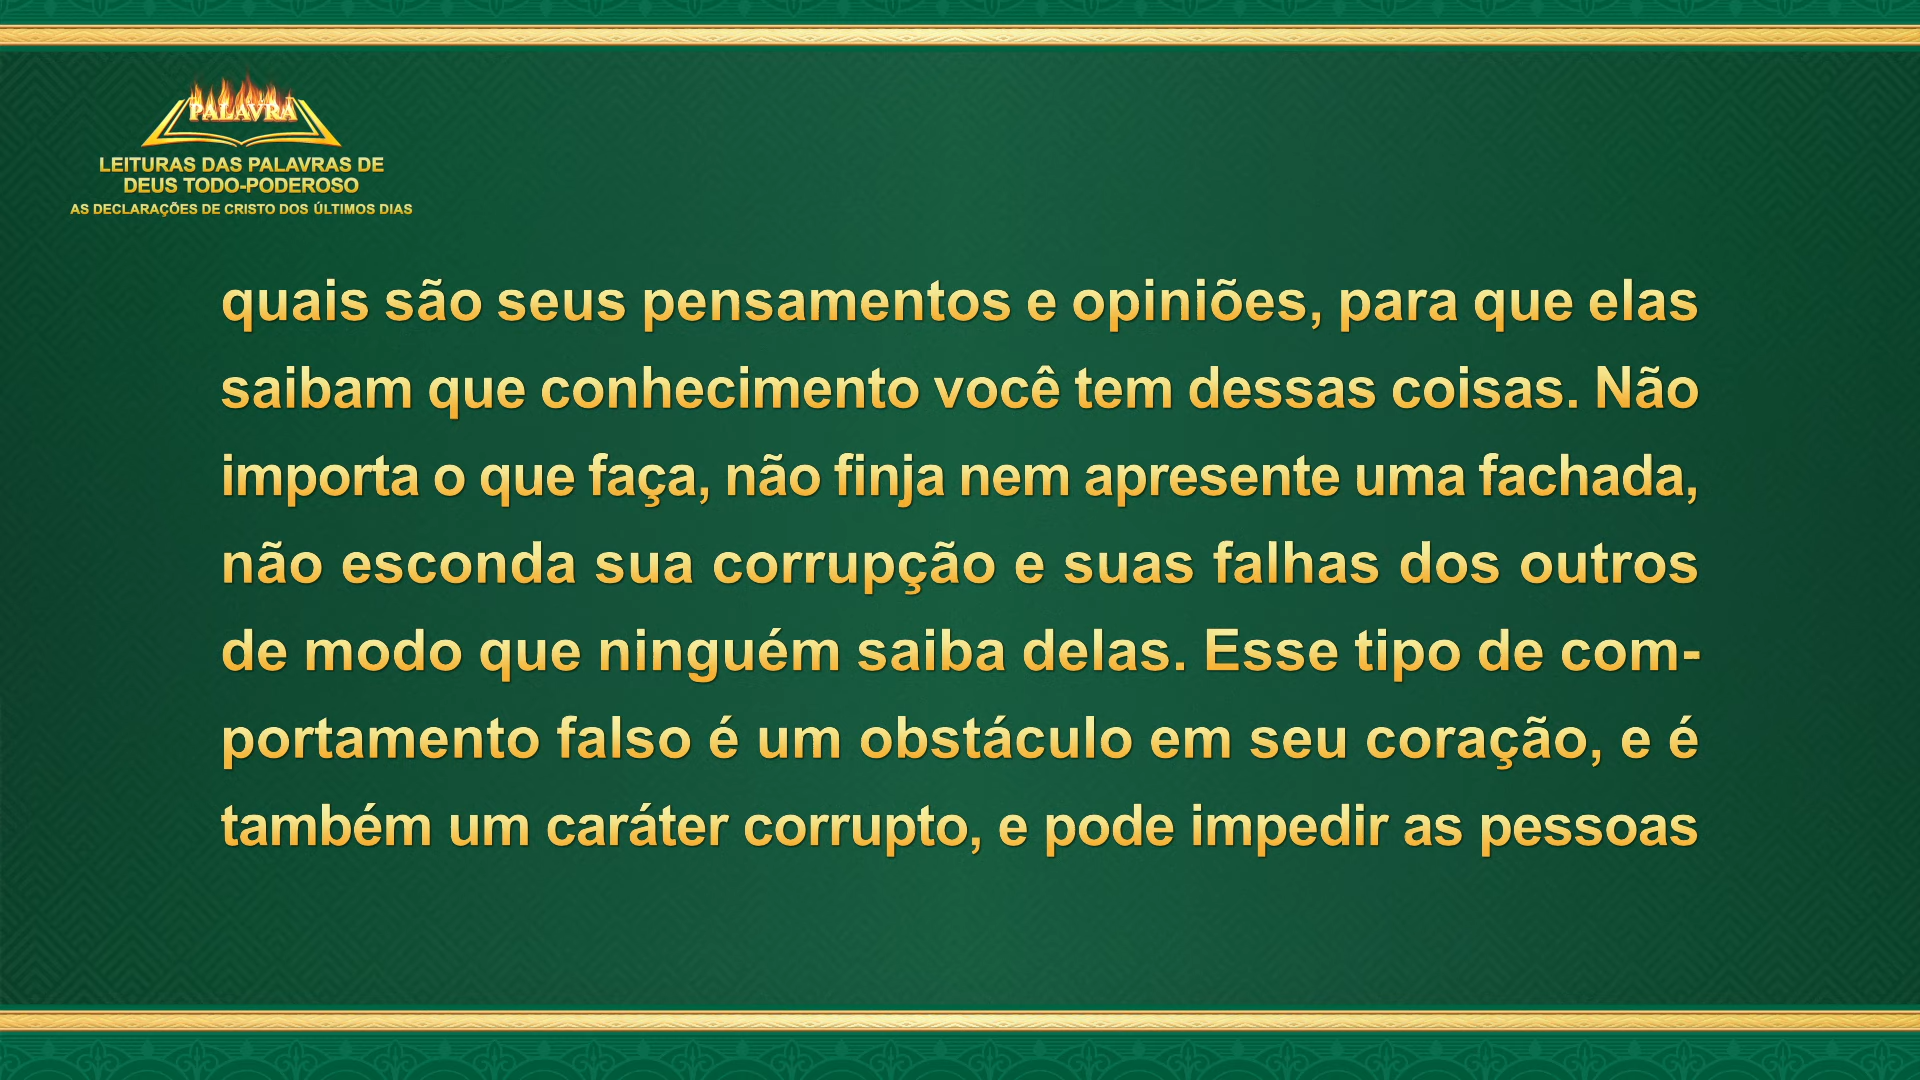 PALAVRA
LEITURAS DAS PALAVRAS DE
DEUS TODO-PODEROSO
AS DECLARAÇÕES DE CRISTO DOS ÚLTIMOS DIAS
quais são seus pensamentos e opiniões, para que elas
saibam que conhecimento você tem dessas coisas. Não
importa o que faça, não finja nem apresente uma fachada,
não esconda sua corrupção e suas falhas dos outros
de modo que ninguém saiba delas. Esse tipo de com-
portamento falso é um obstáculo em seu coração, e é
também um caráter corrupto, e pode impedir as pessoas